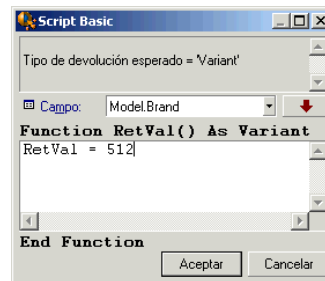 Script Basic
Tipo de devolución esperado = 'Variant'
Campo: Model.Brand
Function RetVal() As Variant
RetVal = 512
End Function
Aceptar Cancelar